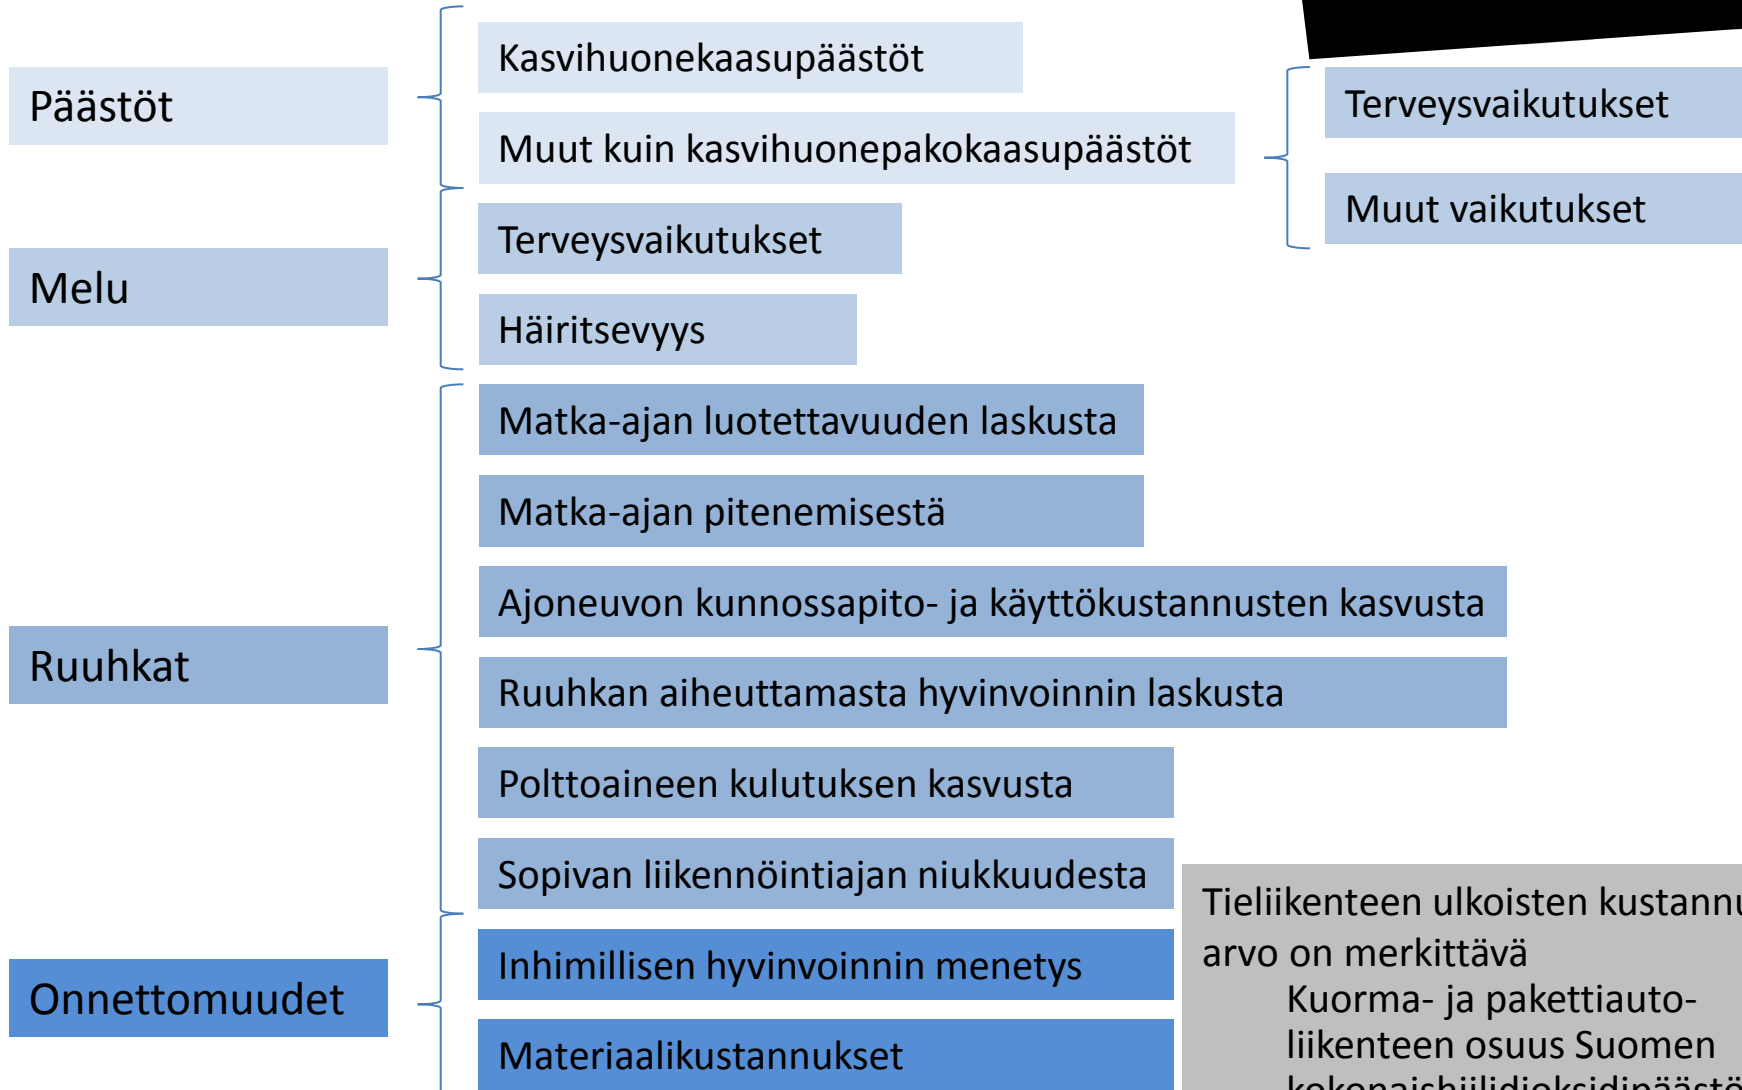 Päästöt
Kasvihuonekaasupäästöt
Muut kuin kasvihuonepakokaasupäästöt
Terveysvaikutukset
Muut vaikutukset
Melu
Terveysvaikutukset
Häiritsevyys
Ruuhkat
Matka-ajan luotettavuuden laskusta
Matka-ajan pitenemisestä
Ajoneuvon kunnossapito- ja käyttökustannusten kasvusta
Ruuhkan aiheuttamasta hyvinvoinnin laskusta
Polttoaineen kulutuksen kasvusta
Sopivan liikennöintiajan niukkuudesta
Onnettomuudet
Inhimillisen hyvinvoinnin menetys
Materiaalikustannukset
Tieliikenteen ulkoisten
arvo on merkittävä
Kuorma- ja pakettiauto-
liikenteen osuus Suomen